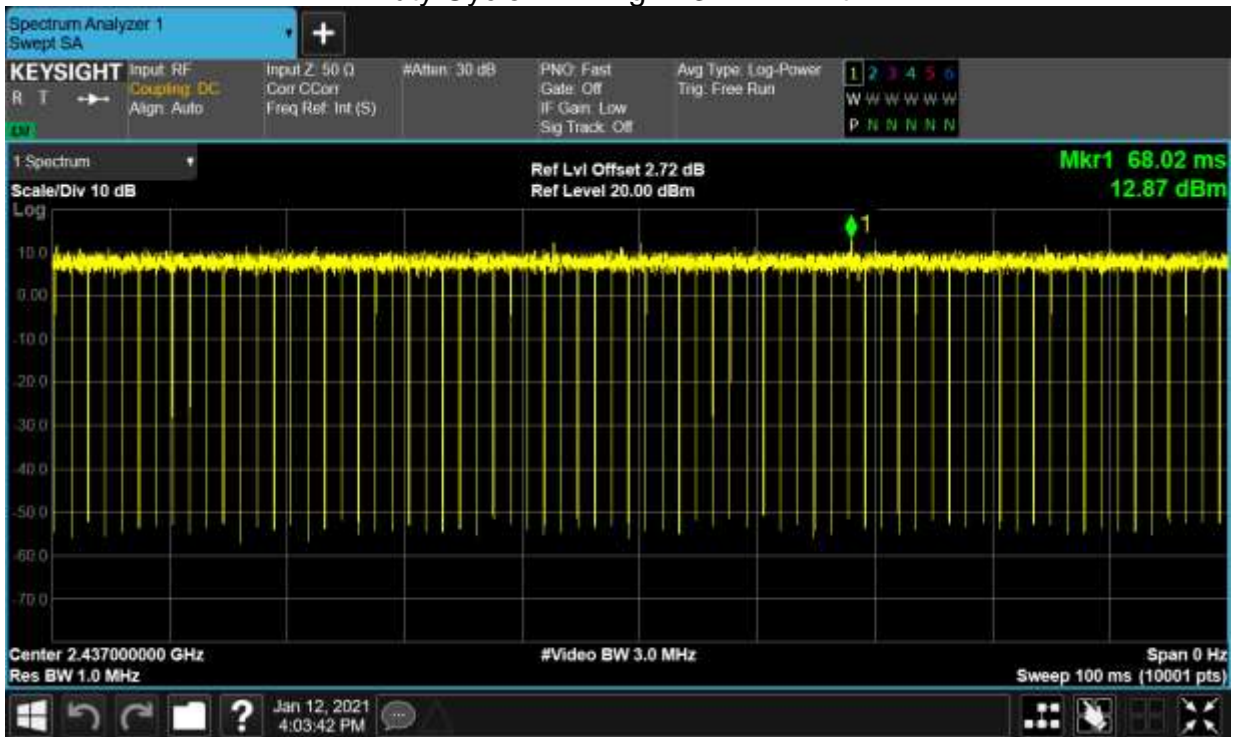 Spectrum Analyzer 1
Swept SA
+
KEYSIGHT Input: RF Input Z: 50 Ω #Atten: 30 dB PNO: Fast Avg Type: Log-Power 1 2 3 4 5 6
R T Coupling: DC Corr CCorr Gate: Off Trig: Free Run W W W W W W
Align: Auto Freq Ref: Int (S) IF Gain: Low P N N N N N
Sig Track: Off
1 Spectrum Ref Lvl Offset 2.72 dB Mkr1 68.02 ms
Scale/Div 10 dB Ref Level 20.00 dBm 12.87 dBm
Log
1
10.0
0.00
-10.0
-20.0
-30.0
-40.0
-50.0
-60.0
-70.0
Center 2.437000000 GHz #Video BW 3.0 MHz Span 0 Hz
Res BW 1.0 MHz Sweep 100 ms (10001 pts)
? Jan 12, 2021
4:03:42 PM